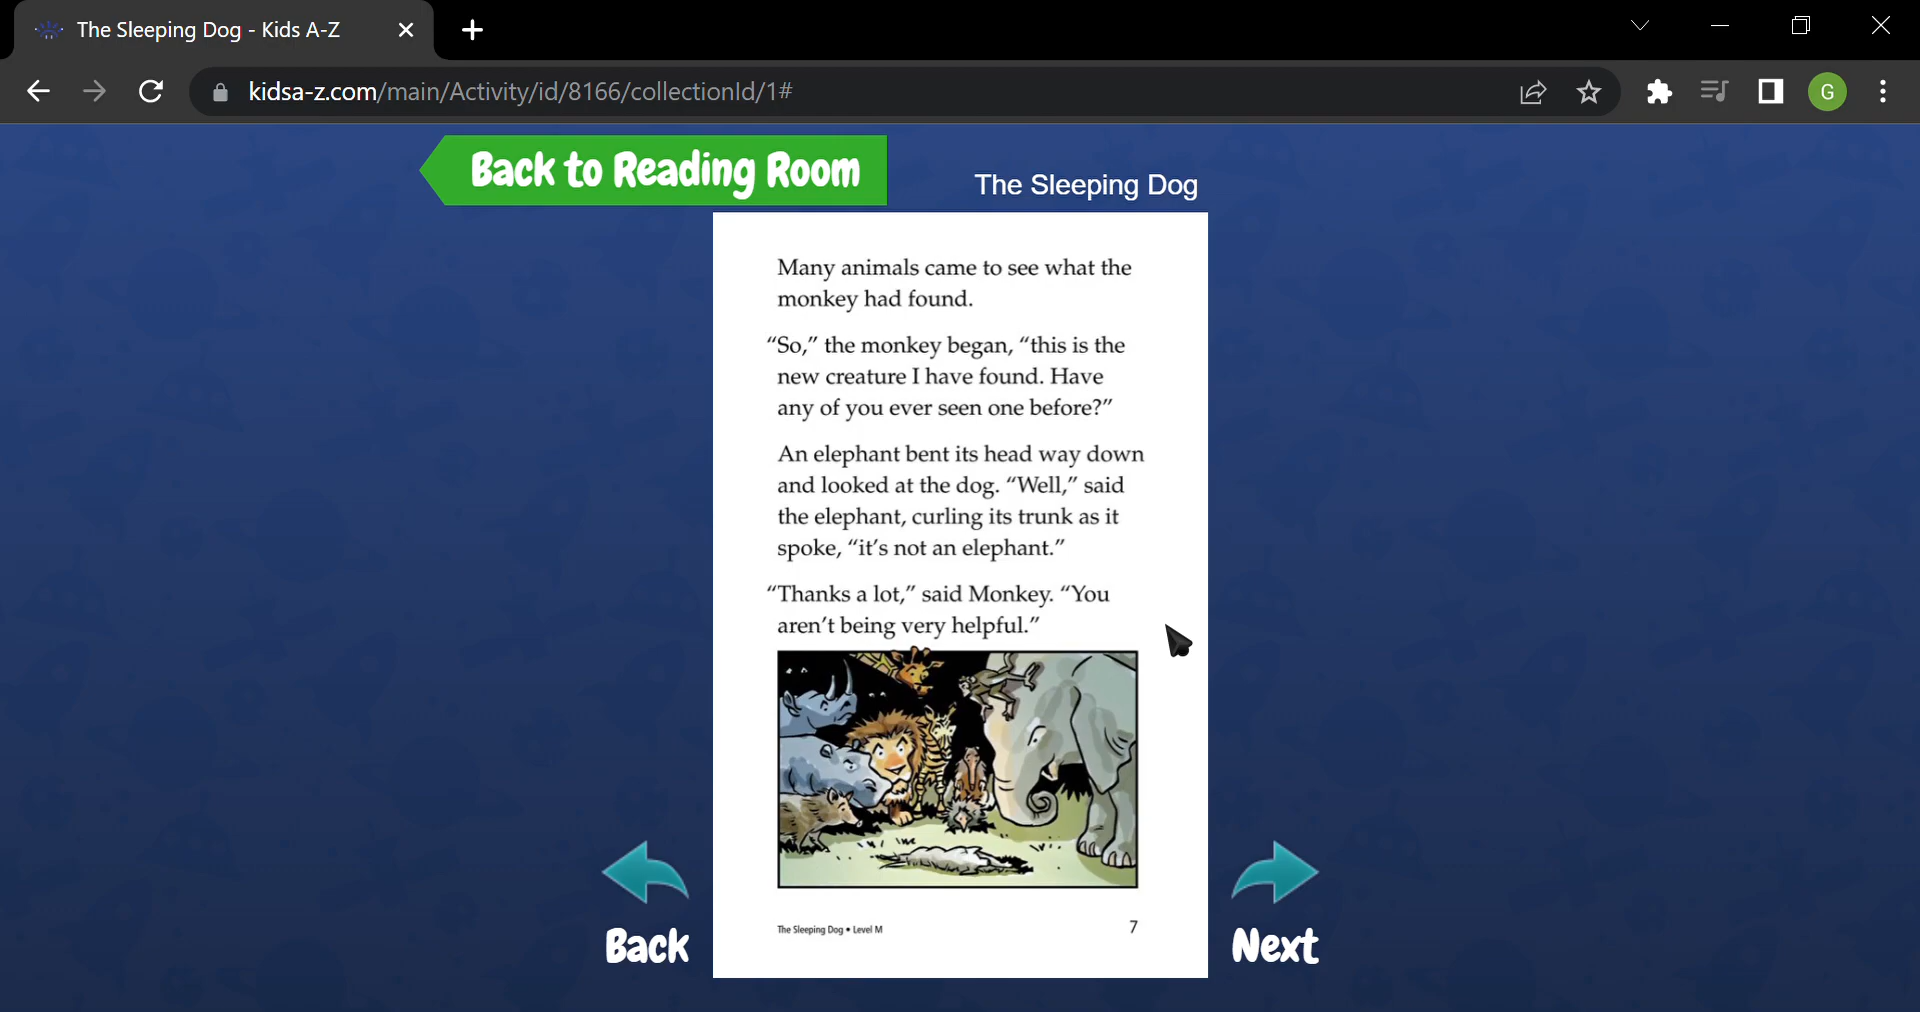 The Sleeping Dog - Kids A-Z
kidsa-z.com/main/Activity/id/8166/collectionId/1#
G
Back to Reading Room
The Sleeping Dog
Many animals came to see what the
monkey had found.
“So,” the monkey began, “this is the
new creature I have found. Have
any of you ever seen one before?”
An elephant bent its head way down
and looked at the dog. “Well,” said
the elephant, curling its trunk as it
spoke, “it’s not an elephant.”
“Thanks a lot,” said Monkey. “You
aren’t being very helpful.”
The Sleeping Dog • Level M
7
Back
Next